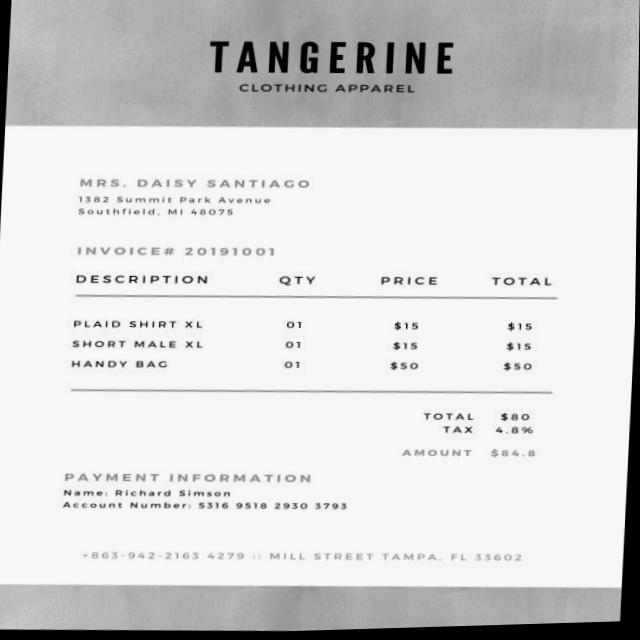 TANGERINE
CLOTHING APPAREL
MRS. DAISY SANTIAGO
1382 Summit Park Avenue
Southfield, MI 48075
INVOICE# 20191001
DESCRIPTION QTY PRICE TOTAL
PLAID SHIRT XL 01 $15 $15
SHORT MALE XL 01 $15 $15
HANDY BAG 01 $50 $50
TOTAL $80
TAX 4.8%
AMOUNT $84.8
PAYMENT INFORMATION
Name: Richard Simson
Account Number: 5316 9518 2930 3793
+863-942-2163 4279 :: MILL STREET TAMPA, FL 33602